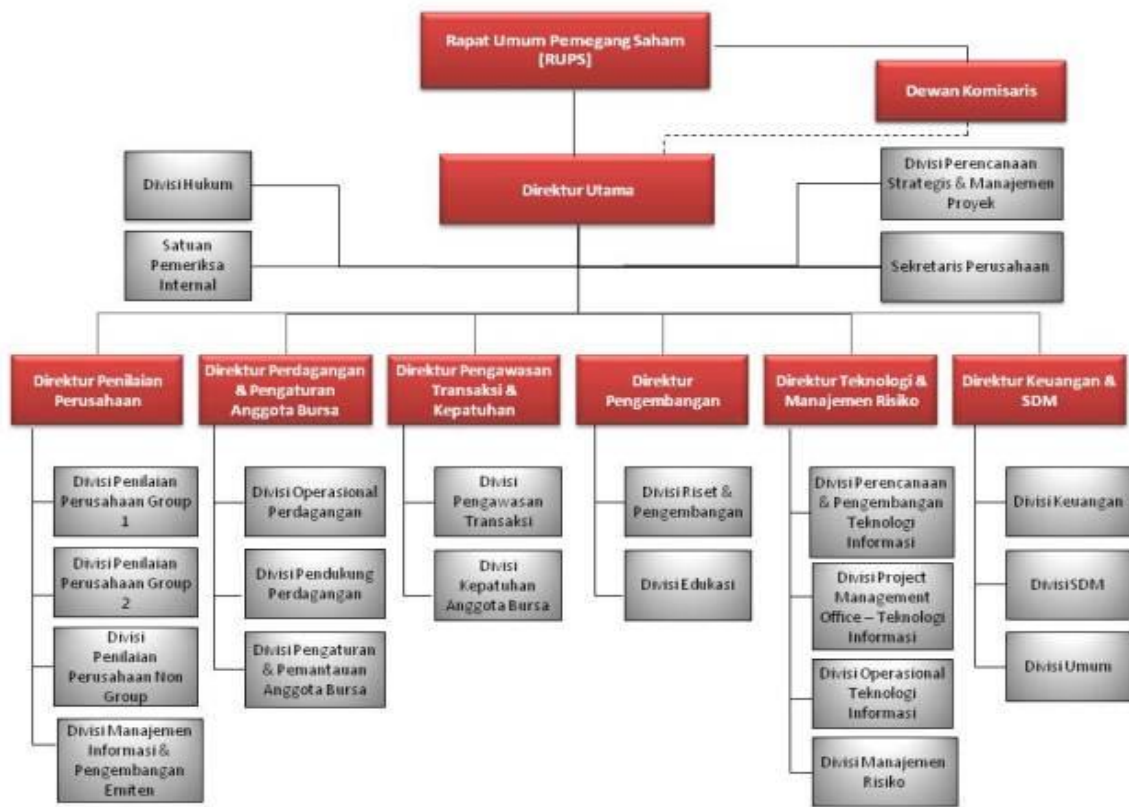 Rapat Umum Pemegang Saham
[RUPS]
Dewan Komisaris
Direktur Utama
Divisi Hukum
Satuan
Pemeriksa
Internal
Divisi Perencanaan
Strategis & Manajemen
Proyek
Sekretaris Perusahaan
Direktur Penilaian
Perusahaan
Direktur Perdagangan
& Pengaturan
Anggota Bursa
Direktur Pengawasan
Transaksi &
Kepatuhan
Direktur
Pengembangan
Direktur Teknologi &
Manajemen Risiko
Direktur Keuangan &
SDM
Divisi Penilaian
Perusahaan Group
1
Divisi Penilaian
Perusahaan Group
2
Divisi
Penilaian
Perusahaan Non
Group
Divisi Manajemen
Informasi &
Pengembangan
Emiten
Divisi Operasional
Perdagangan
Divisi Pendukung
Perdagangan
Divisi Pengaturan
& Pemantauan
Anggota Bursa
Divisi
Pengawasan
Transaksi
Divisi
Kepatuhan
Anggota Bursa
Divisi Riset &
Pengembangan
Divisi Edukasi
Divisi Perencanaan
& Pengembangan
Teknologi
Informasi
Divisi Project
Management
Office – Teknologi
Informasi
Divisi Operasional
Teknologi
Informasi
Divisi Manajemen
Risiko
Divisi Keuangan
Divisi SDM
Divisi Umum